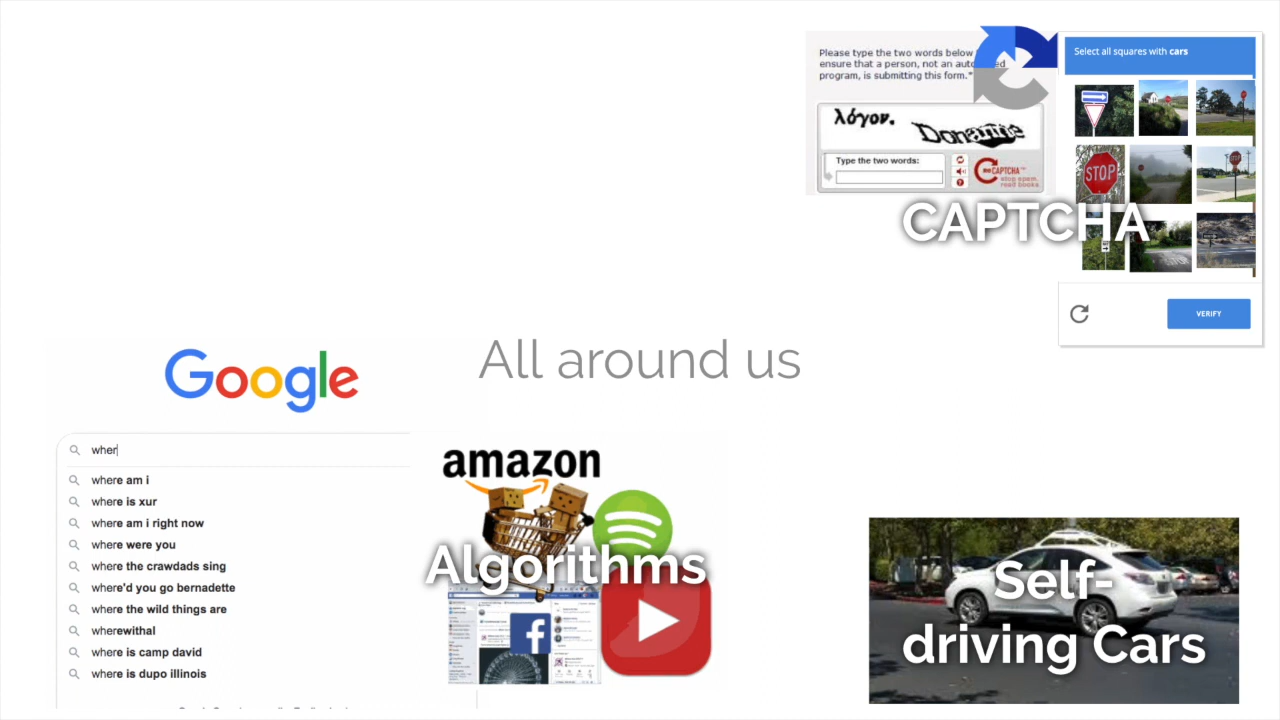 Please type the two words below
ensure that a person, not an
program, is submitting this form."
λόγον.
Type the two words:
CAPTCHA™
stop spam.
read books
Select all squares with cars
STOP
CAPTCHA
VERIFY
All around us
Google
wher
where am i
where is xur
where am i right now
where were you
where the crawdads sing
where'd you go bernadette
where the wild things are
wherewithal
where is camp david
where is dupo illinois
amazon
Algorithms
f
Self-
driving Cars